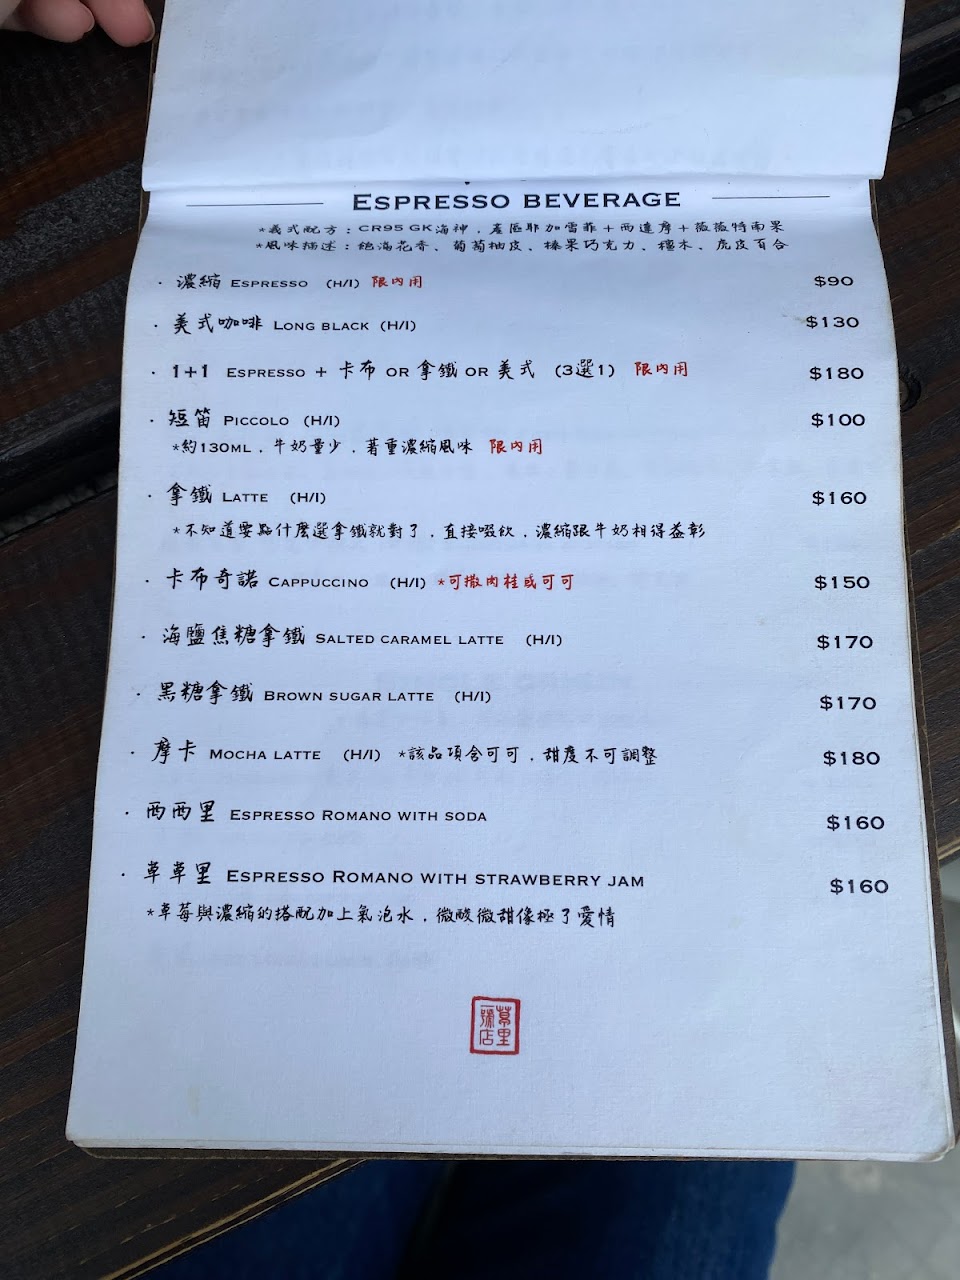 ESPRESSO BEVERAGE
*義式配方：CR95 GK海神，產區耶加雪菲＋西達摩＋薇薇特南果
*風味描述：飽滿花香、葡萄柚皮、榛果巧克力、檀木、虎皮百合
· 濃縮 ESPRESSO (H/I) 限內用 $90
· 美式咖啡 LONG BLACK (H/I) $130
· 1+1 ESPRESSO + 卡布 OR 拿鐵 OR 美式 (3選1) 限內用 $180
· 短笛 PICCOLO (H/I) $100
*約130ML，牛奶量少，著重濃縮風味 限內用
· 拿鐵 LATTE (H/I) $160
*不知道要點什麼選拿鐵就對了，直接啜飲，濃縮跟牛奶相得益彰
· 卡布奇諾 CAPPUCCINO (H/I) *可撒肉桂或可可 $150
· 海鹽焦糖拿鐵 SALTED CARAMEL LATTE (H/I) $170
· 黑糖拿鐵 BROWN SUGAR LATTE (H/I) $170
· 摩卡 MOCHA LATTE (H/I) *該品項含可可，甜度不可調整 $180
· 西西里 ESPRESSO ROMANO WITH SODA $160
· 草草里 ESPRESSO ROMANO WITH STRAWBERRY JAM $160
*草莓與濃縮的搭配加上氣泡水，微酸微甜像極了愛情